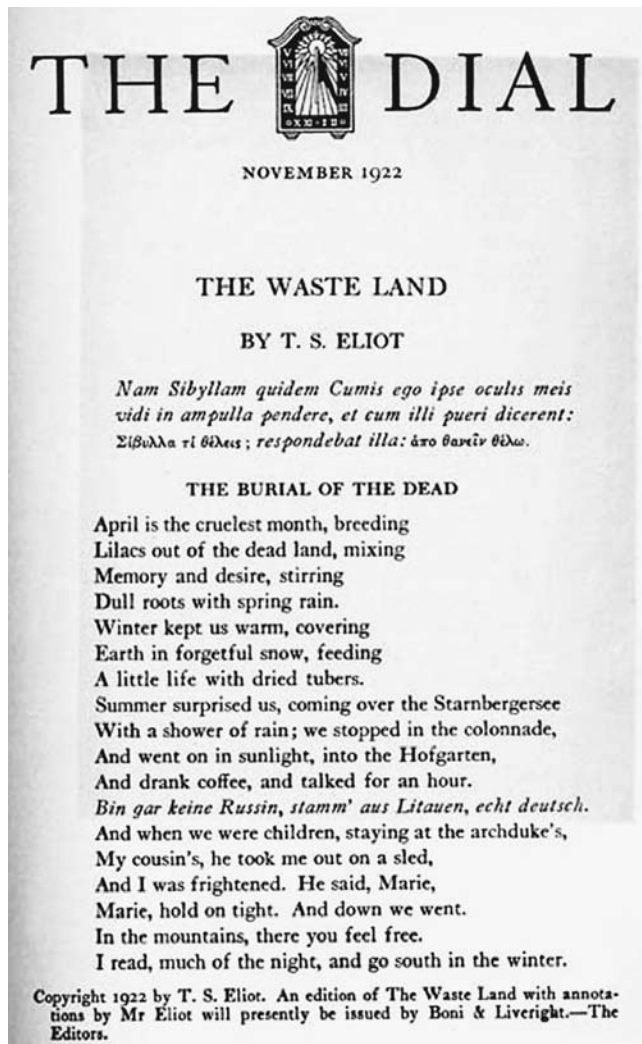 THE DIAL
NOVEMBER 1922
THE WASTE LAND
BY T. S. ELIOT
Nam Sibyllam quidem Cumis ego ipse oculis meis
vidi in ampulla pendere, et cum illi pueri dicerent:
Σίβυλλα τί θέλεις; respondebat illa: ἀπο θανεῖν θέλω.
THE BURIAL OF THE DEAD
April is the cruelest month, breeding
Lilacs out of the dead land, mixing
Memory and desire, stirring
Dull roots with spring rain.
Winter kept us warm, covering
Earth in forgetful snow, feeding
A little life with dried tubers.
Summer surprised us, coming over the Starnbergersee
With a shower of rain; we stopped in the colonnade,
And went on in sunlight, into the Hofgarten,
And drank coffee, and talked for an hour.
Bin gar keine Russin, stamm' aus Litauen, echt deutsch.
And when we were children, staying at the archduke's,
My cousin's, he took me out on a sled,
And I was frightened. He said, Marie,
Marie, hold on tight. And down we went.
In the mountains, there you feel free.
I read, much of the night, and go south in the winter.
Copyright 1922 by T. S. Eliot. An edition of The Waste Land with annota-
tions by Mr Eliot will presently be issued by Boni & Liveright.—The
Editors.